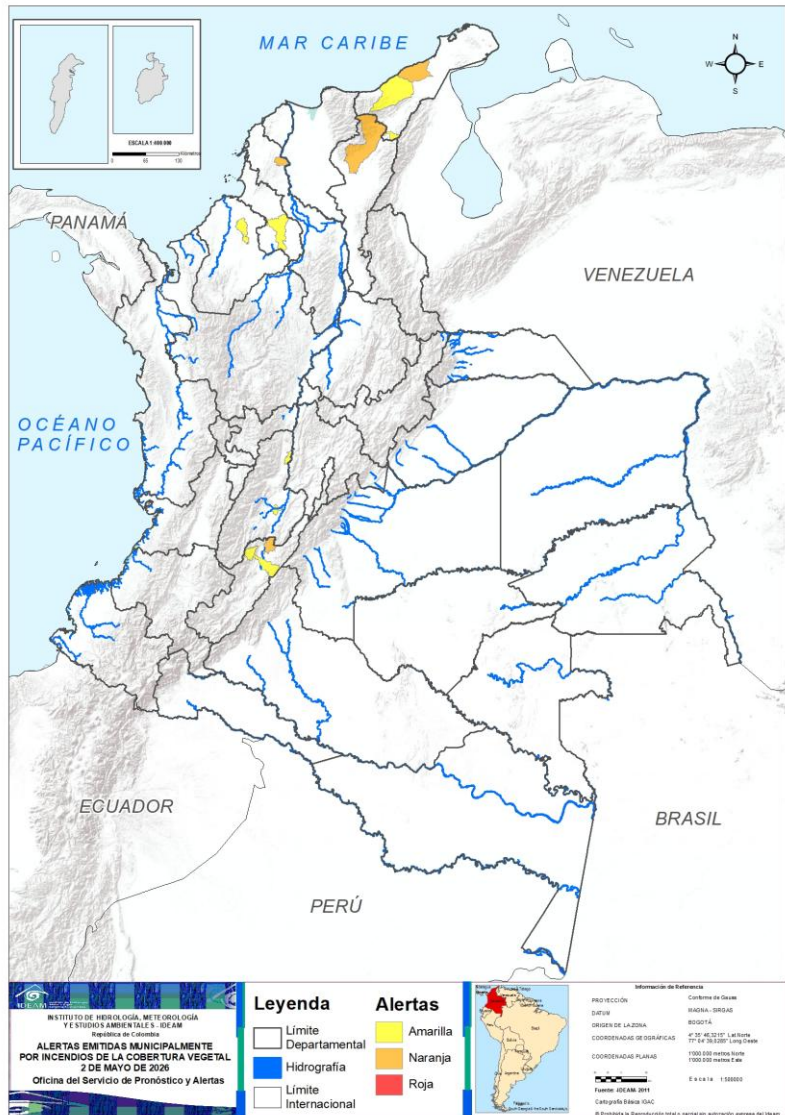 MAR CARIBE
N
W
E
S
ESCALA 1:400.000
PANAMÁ
VENEZUELA
OCÉANO
PACÍFICO
ECUADOR
BRASIL
PERÚ
IDEAM
INSTITUTO DE HIDROLOGÍA, METEOROLOGÍA
Y ESTUDIOS AMBIENTALES - IDEAM
República de Colombia
ALERTAS EMITIDAS MUNICIPALMENTE
POR INCENDIOS DE LA COBERTURA VEGETAL
2 DE MAYO DE 2026
Oficina del Servicio de Pronóstico y Alertas
Leyenda
Límite
Departamental
Hidrografía
Límite
Internacional
Alertas
Amarilla
Naranja
Roja
Información de Referencia
PROYECCIÓN Conforme de Gauss
DATUM MAGNA - SIRGAS
ORIGEN DE LA ZONA BOGOTÁ
COORDENADAS GEOGRÁFICAS
COORDENADAS PLANAS 1'000.000 metros Norte
1'000.000 metros Este
Fuente: IDEAM. 2011
Cartografía Básica IGAC